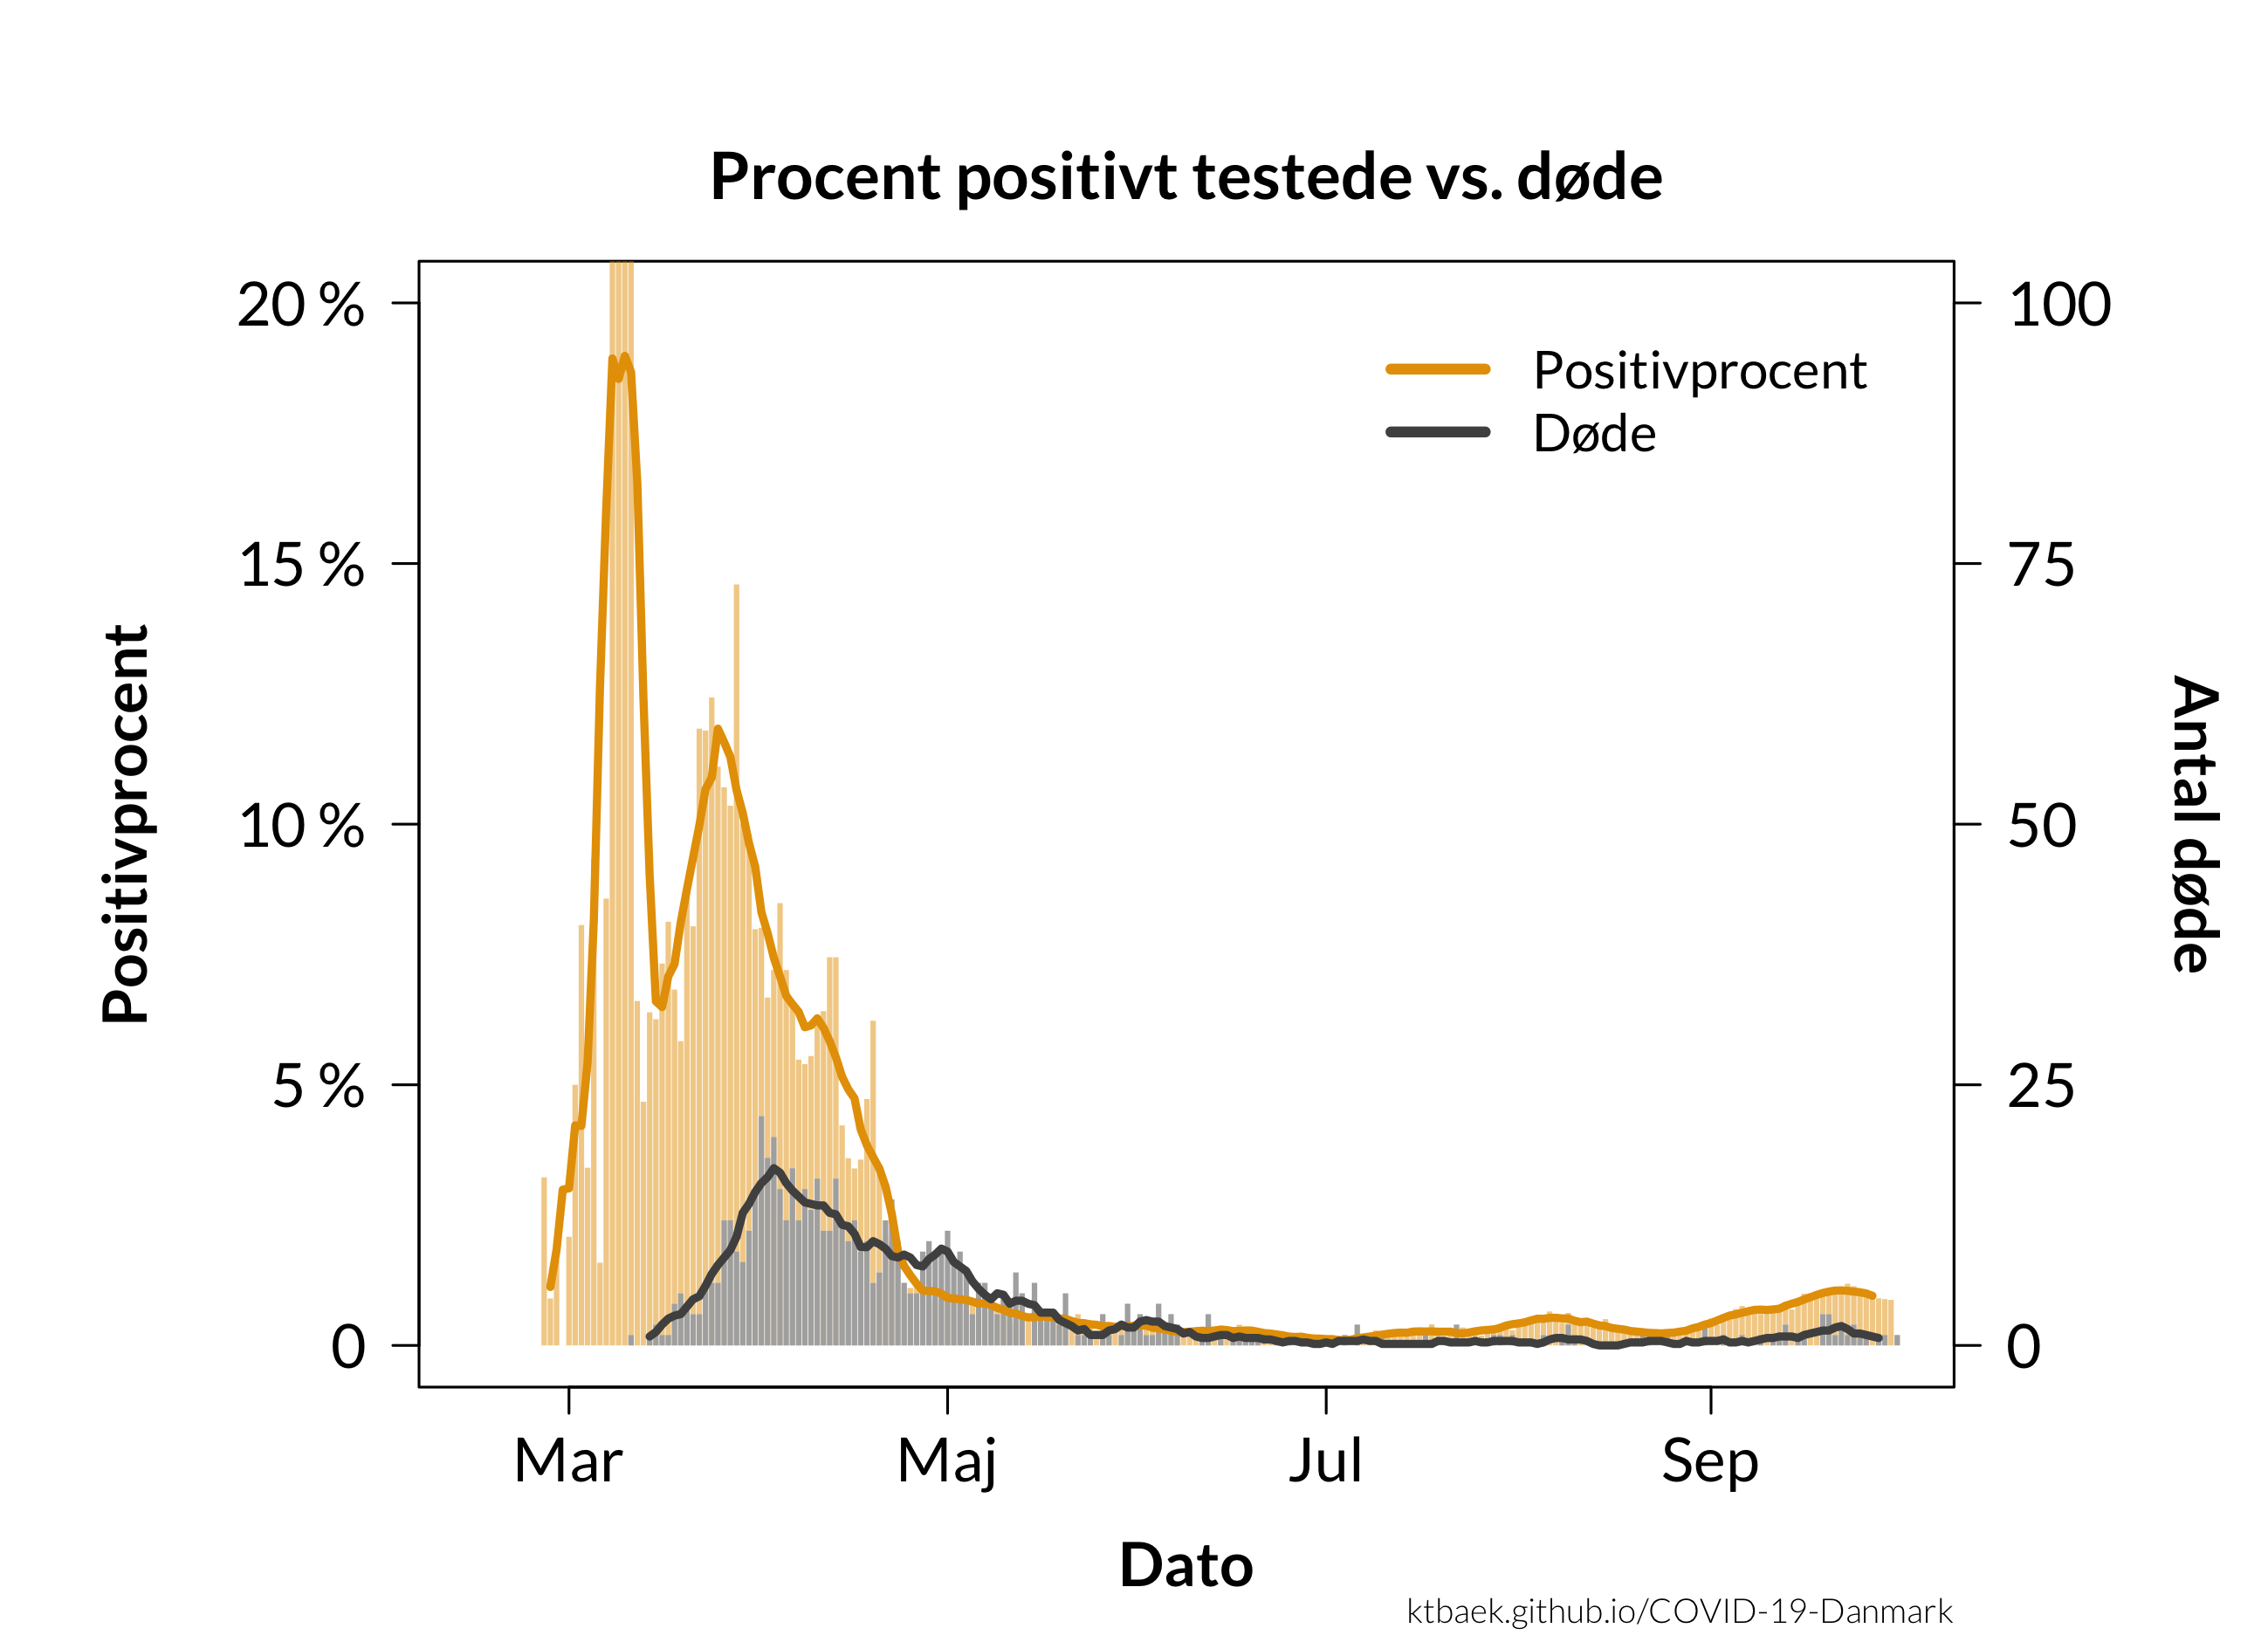 Procent positivt testede vs. døde
20 %
15 %
10 %
5 %
0
Positivprocent
Positivprocent
Døde
100
75
50
25
0
Antal døde
Mar
Maj
Jul
Sep
Dato
ktbaek.github.io/COVID-19-Danmark